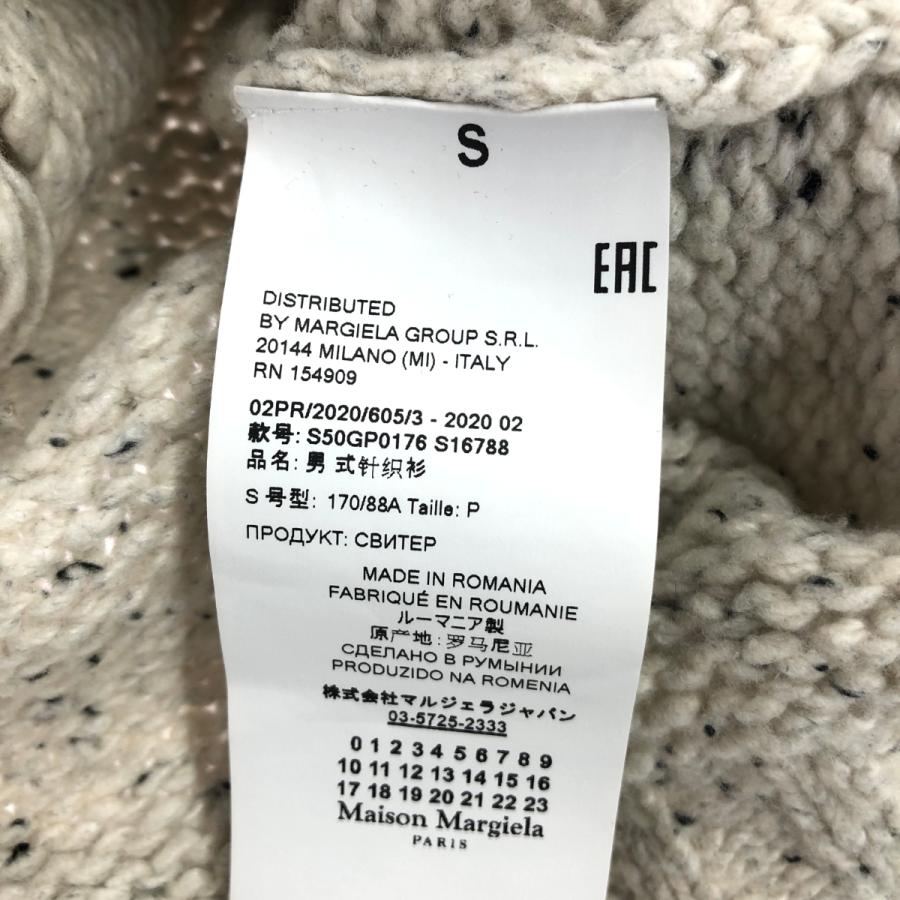 S
EAC
DISTRIBUTED
BY MARGIELA GROUP S.R.L.
20144 MILANO (MI) - ITALY
RN 154909
02PR/2020/605/3 - 2020 02
款号: S50GP0176 S16788
品名: 男 式针织衫
S 号型: 170/88A Taille: P
ПРОДУКТ: СВИТЕР
MADE IN ROMANIA
FABRIQUÉ EN ROUMANIE
ルーマニア製
原产地: 罗马尼亚
СДЕЛАНО В РУМЫНИИ
PRODUZIDO NA ROMENIA
株式会社マルジェラジャパン
03-5725-2333
0 1 2 3 4 5 6 7 8 9
10 11 12 13 14 15 16
17 18 19 20 21 22 23
Maison Margiela
PARIS